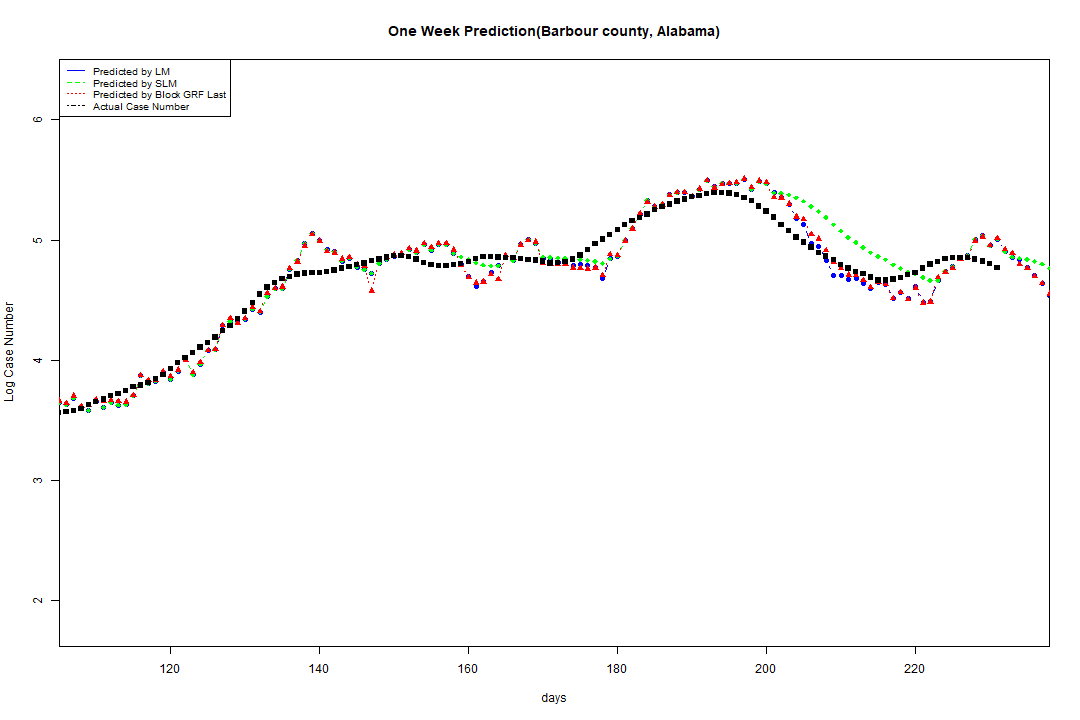 One Week Prediction(Barbour county, Alabama)
Predicted by LM
Predicted by SLM
Predicted by Block GRF Last
Actual Case Number
6
5
4
3
2
Log Case Number
120 140 160 180 200 220
days